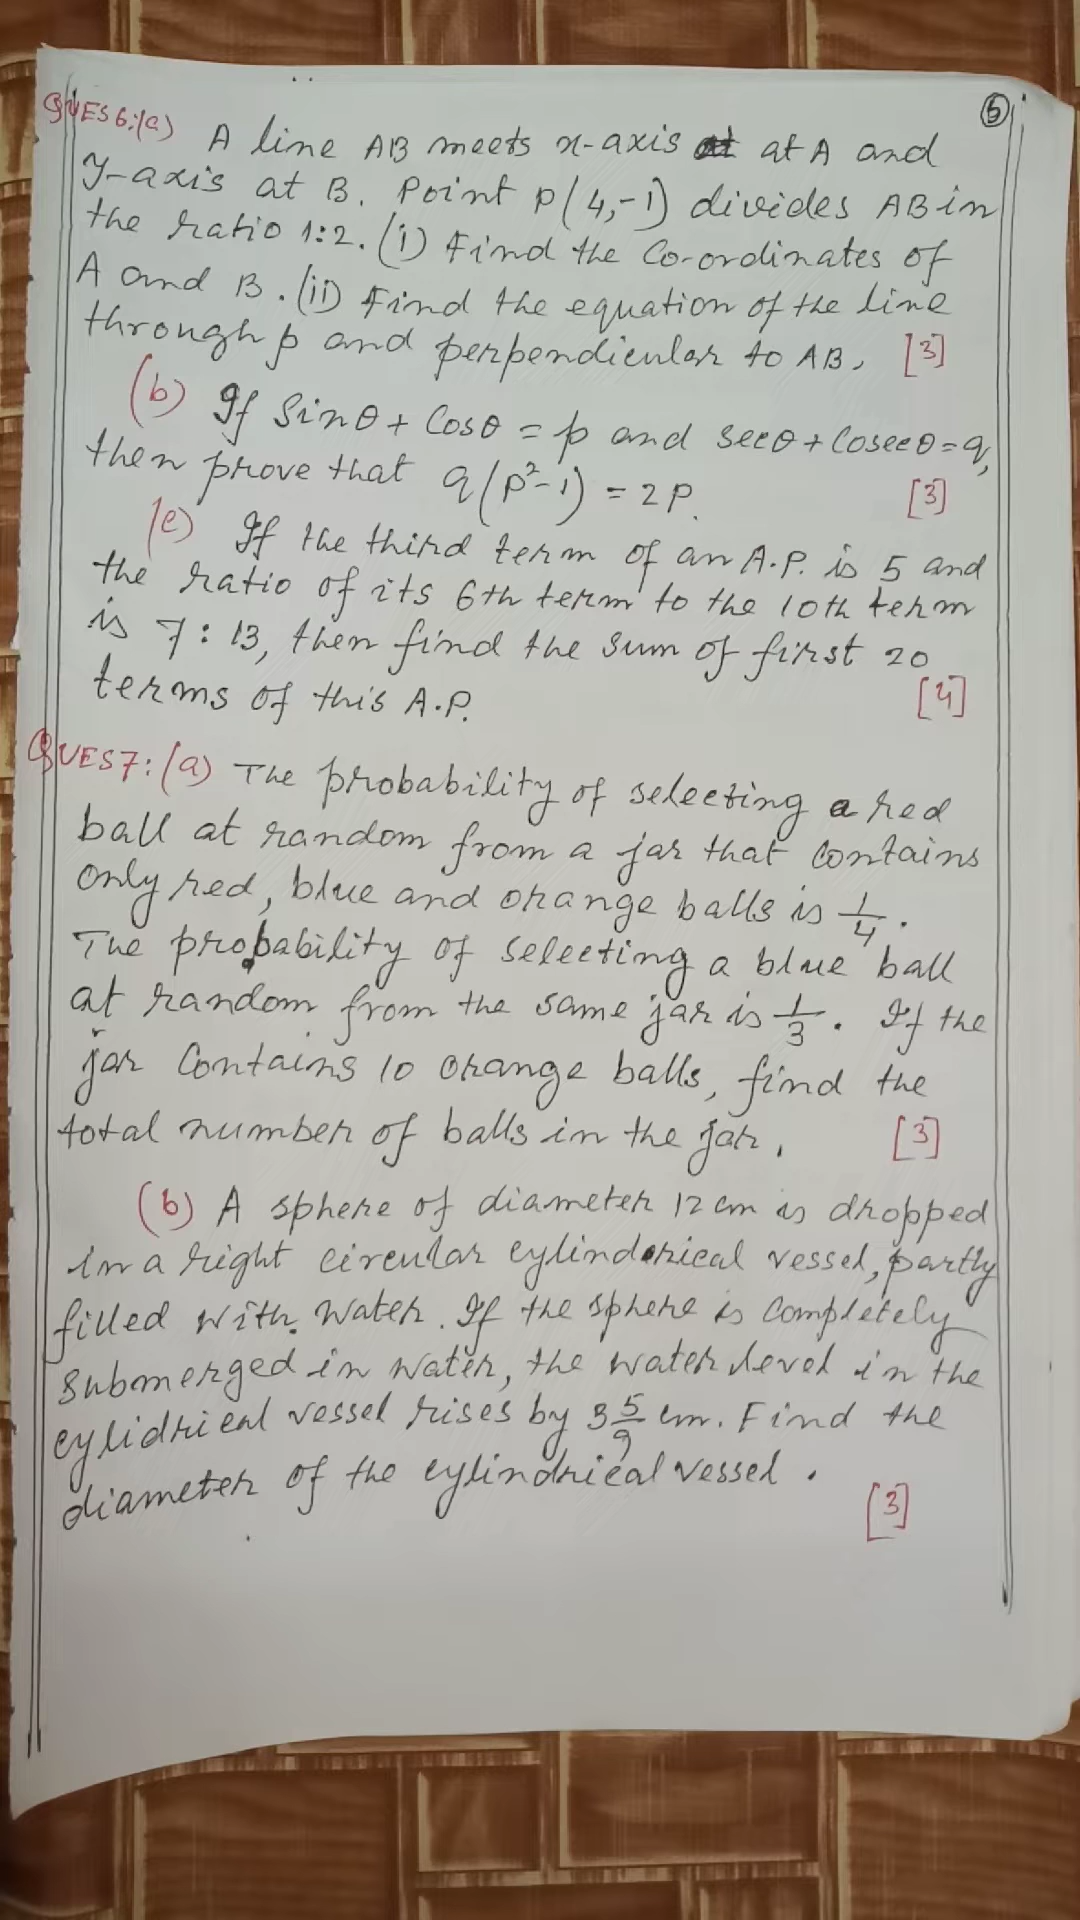 5
QUES 6:(a) A line AB meets x-axis at A and
Y-axis at B. Point P(4,-1) divides AB in
the ratio 1:2. (i) Find the Co-ordinates of
A and B. (ii) Find the equation of the line
through p and perpendicular to AB. [3]
(b) If Sinθ + Cosθ = p and secθ + Cosecθ = q,
then prove that q(p²-1) = 2p. [3]
(c) If the third term of an A.P. is 5 and
the ratio of its 6th term to the 10th term
is 7:13, then find the sum of first 20
terms of this A.P. [4]
QUES 7: (a) The probability of selecting a red
ball at random from a jar that contains
only red, blue and orange balls is 1/4.
The probability of selecting a blue ball
at random from the same jar is 1/3. If the
jar Contains 10 orange balls, find the
total number of balls in the jar. [3]
(b) A sphere of diameter 12 cm is dropped
in a right circular cylindrical vessel, partly
filled with water. If the sphere is Completely
submerged in water, the water level in the
cylidrical vessel rises by 3 5/9 cm. Find the
diameter of the cylindrical vessel.
[3]